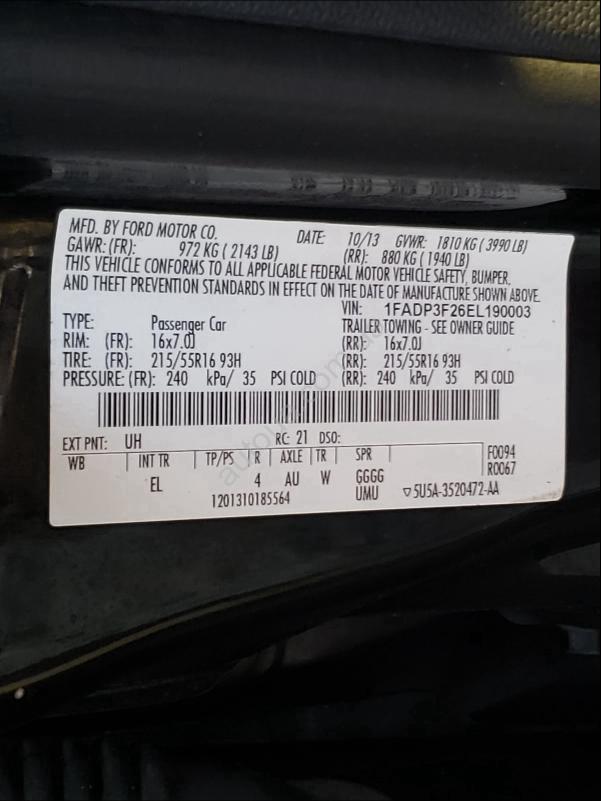 MFD. BY FORD MOTOR CO. DATE: 10/13 GVWR: 1810 KG ( 3990 LB)
GAWR: (FR): 972 KG ( 2143 LB) (RR): 880 KG ( 1940 LB)
THIS VEHICLE CONFORMS TO ALL APPLICABLE FEDERAL MOTOR VEHICLE SAFETY, BUMPER,
AND THEFT PREVENTION STANDARDS IN EFFECT ON THE DATE OF MANUFACTURE SHOWN ABOVE.
VIN: 1FADP3F26EL190003
TYPE: Passenger Car TRAILER TOWING - SEE OWNER GUIDE
RIM: (FR): 16x7.0J (RR): 16x7.0J
TIRE: (FR): 215/55R16 93H (RR): 215/55R16 93H
PRESSURE: (FR): 240 kPa/ 35 PSI COLD (RR): 240 kPa/ 35 PSI COLD
EXT PNT: UH RC: 21 DSO: F0094
WB INT TR TP/PS R AXLE TR SPR R0067
EL 4 AU W GGGG
1201310185564 UMU ▽5U5A-3520472-AA